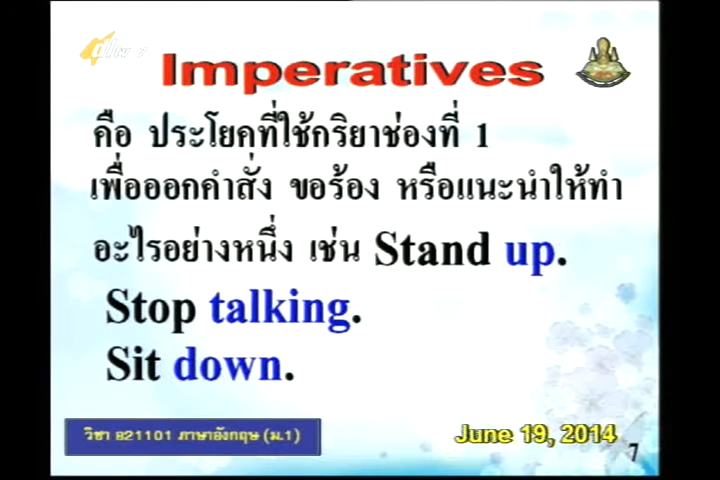 Imperatives
คือ ประโยคที่ใช้กริยาช่องที่ 1
เพื่อออกคำสั่ง ขอร้อง หรือแนะนำให้ทำ
อะไรอย่างหนึ่ง เช่น Stand up.
Stop talking.
Sit down.
วิชา อ21101 ภาษาอังกฤษ (ม.1)
June 19, 2014
7